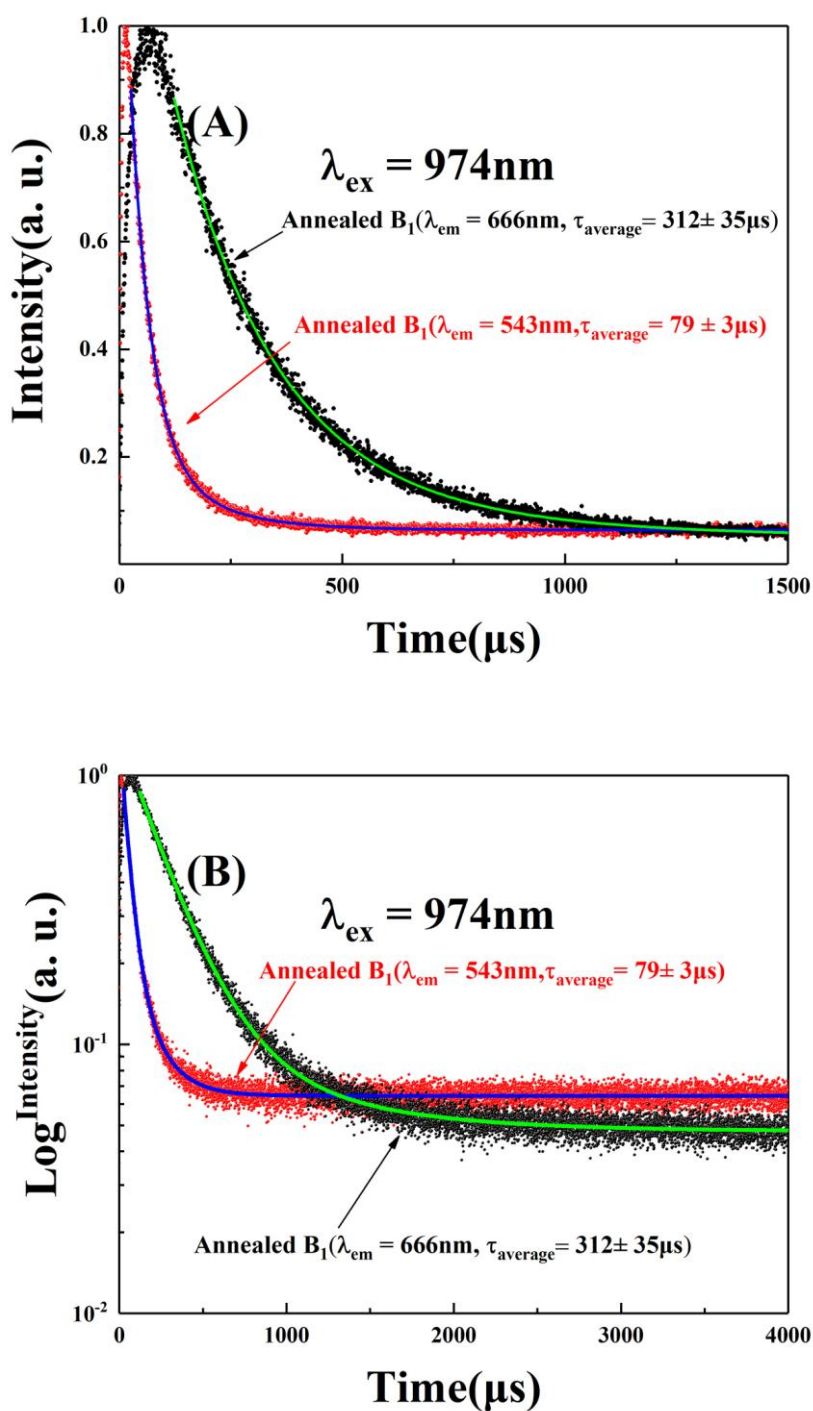 1.0
(A)
0.8
λex = 974nm
Annealed B1(λem = 666nm, τaverage= 312± 35μs)
0.6
Annealed B1(λem = 543nm,τaverage= 79 ± 3μs)
0.4
0.2
Intensity(a. u.)
0 500 1000 1500
Time(μs)
10^0
(B)
λex = 974nm
Annealed B1(λem = 543nm,τaverage= 79± 3μs)
10^-1
Log^Intensity(a. u.)
Annealed B1(λem = 666nm, τaverage= 312± 35μs)
10^-2
0 1000 2000 3000 4000
Time(μs)